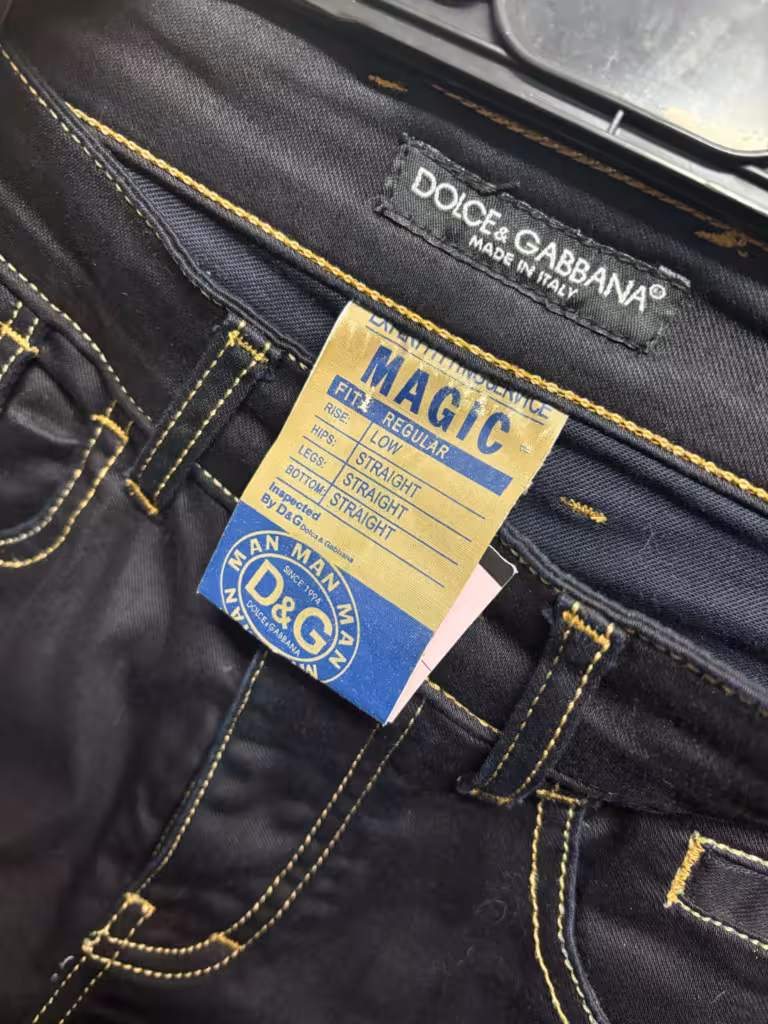 DOLCE & GABBANA®
MADE IN ITALY
MAGIC
FIT: REGULAR
RISE: LOW
HIPS: STRAIGHT
LEGS: STRAIGHT
BOTTOM: STRAIGHT
Inspected
By D&G Dolce & Gabbana
MAN MAN MAN
SINCE 1994
D&G
DOLCE&GABBANA
MAN